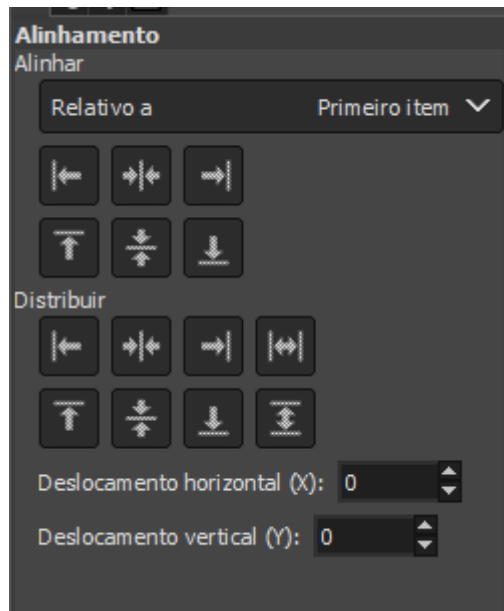 Alinhamento
Alinhar
Relativo a Primeiro item
Distribuir
Deslocamento horizontal (X): 0
Deslocamento vertical (Y): 0